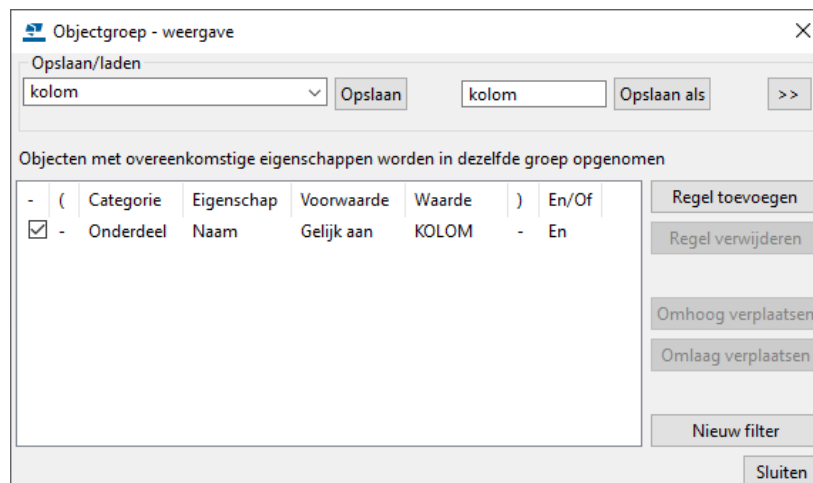 Objectgroep - weergave
Opslaan/laden
kolom Opslaan kolom Opslaan als >>
Objecten met overeenkomstige eigenschappen worden in dezelfde groep opgenomen
- ( Categorie Eigenschap Voorwaarde Waarde ) En/Of
- Onderdeel Naam Gelijk aan KOLOM - En
Regel toevoegen
Regel verwijderen
Omhoog verplaatsen
Omlaag verplaatsen
Nieuw filter
Sluiten